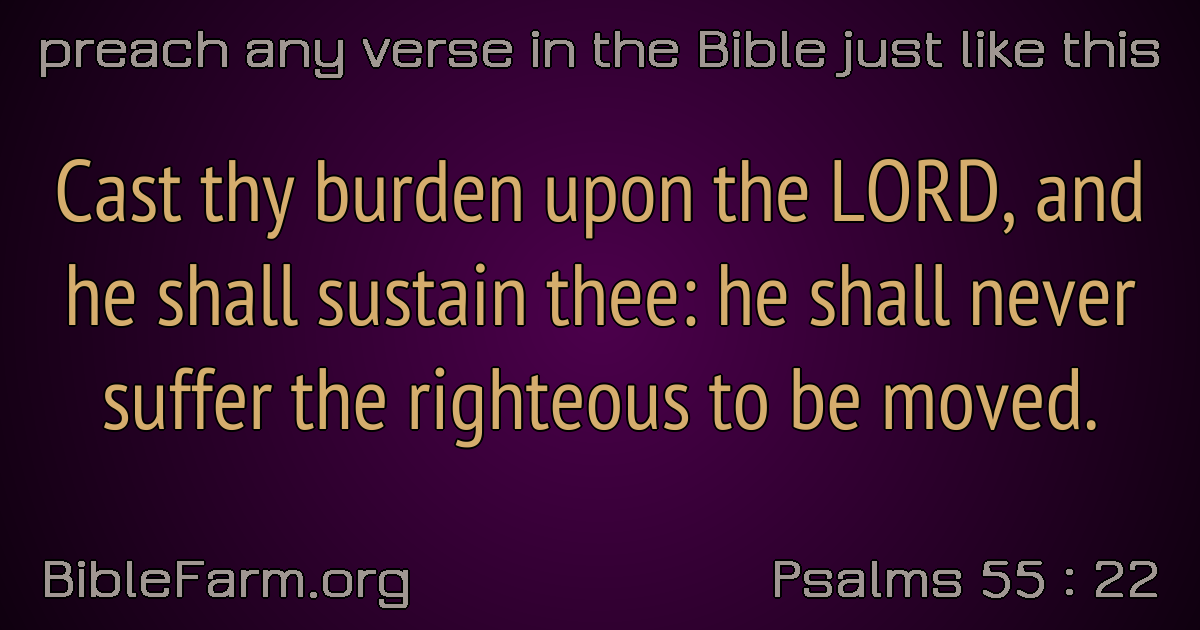 preach any verse in the Bible just like this
Cast thy burden upon the LORD, and
he shall sustain thee: he shall never
suffer the righteous to be moved.
BibleFarm.org
Psalms 55 : 22